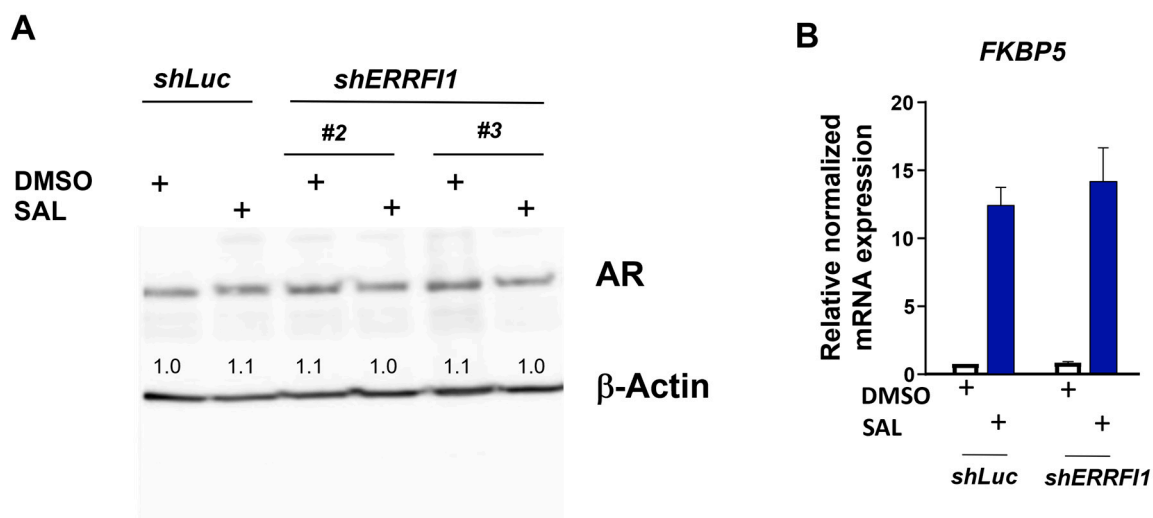 A
shLuc shERRFI1
#2 #3
DMSO + + +
SAL + + +
AR
1.0 1.1 1.1 1.0 1.1 1.0
β-Actin
B
FKBP5
Relative normalized
mRNA expression
20
15
10
5
0
DMSO + +
SAL + +
shLuc shERRFI1